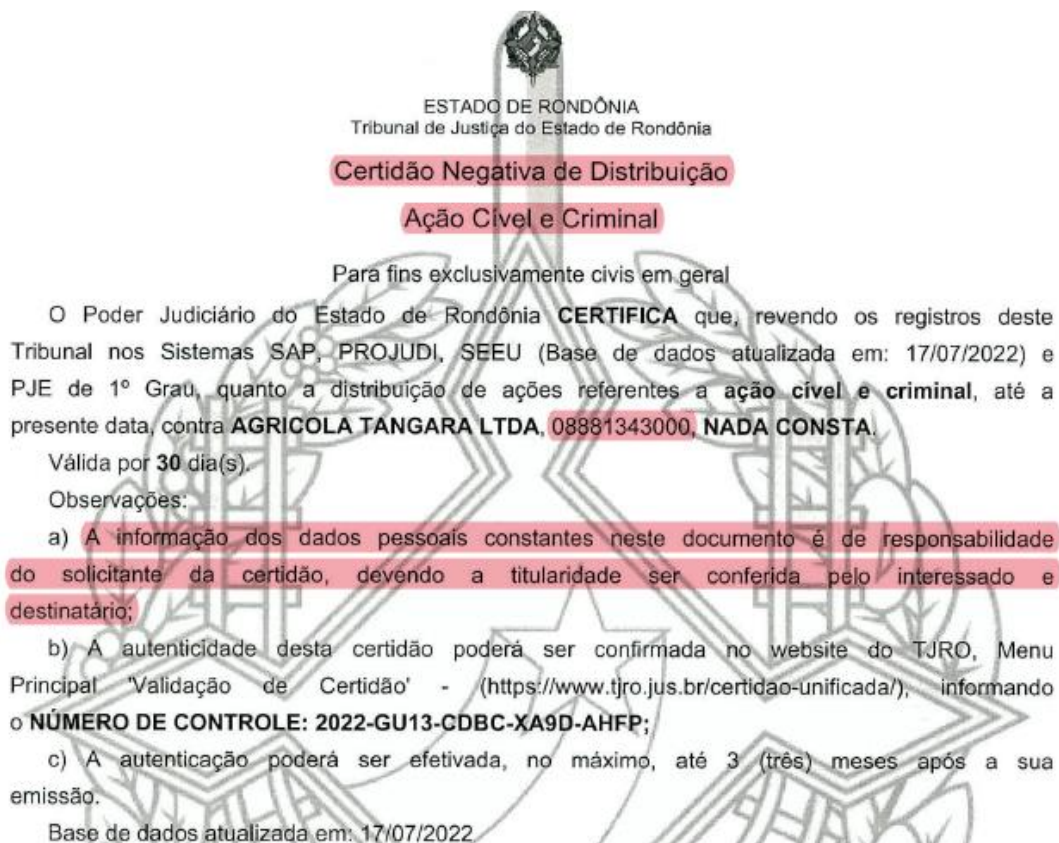 ESTADO DE RONDÔNIA
Tribunal de Justiça do Estado de Rondônia
Certidão Negativa de Distribuição
Ação Cível e Criminal
Para fins exclusivamente civis em geral
O Poder Judiciário do Estado de Rondônia CERTIFICA que, revendo os registros deste
Tribunal nos Sistemas SAP, PROJUDI, SEEU (Base de dados atualizada em: 17/07/2022) e
PJE de 1º Grau, quanto a distribuição de ações referentes a ação cível e criminal, até a
presente data, contra AGRICOLA TANGARA LTDA, 08881343000, NADA CONSTA.
Válida por 30 dia(s).
Observações:
a) A informação dos dados pessoais constantes neste documento é de responsabilidade
do solicitante da certidão, devendo a titularidade ser conferida pelo interessado e
destinatário;
b) A autenticidade desta certidão poderá ser confirmada no website do TJRO, Menu
Principal 'Validação de Certidão' - (https://www.tjro.jus.br/certidao-unificada/), informando
o NÚMERO DE CONTROLE: 2022-GU13-CDBC-XA9D-AHFP;
c) A autenticação poderá ser efetivada, no máximo, até 3 (três) meses após a sua
emissão.
Base de dados atualizada em: 17/07/2022